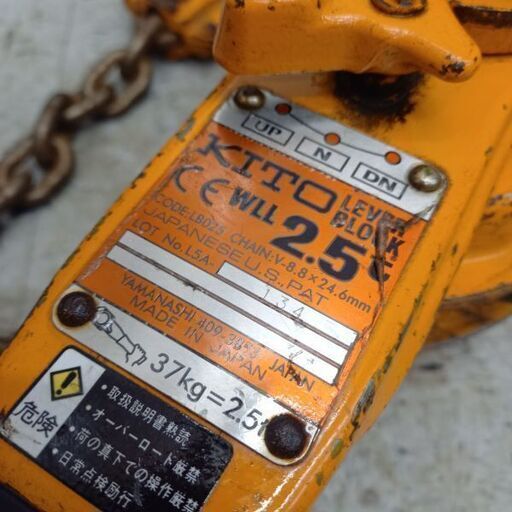 UP N DN
KITO LEVER BLOCK
CE WLL 2.5t
CODE:LBD25 CHAIN:V-8.8×24.6mm
JAPANESE U.S. PAT
LOT No. L5A-
134
YAMANASHI 409- JAPAN
MADE IN JAPAN
37kg=2.5t
危険
・取扱説明書熟読
・オーバーロート厳禁
・荷の真下での操作厳禁
・日常点検励行